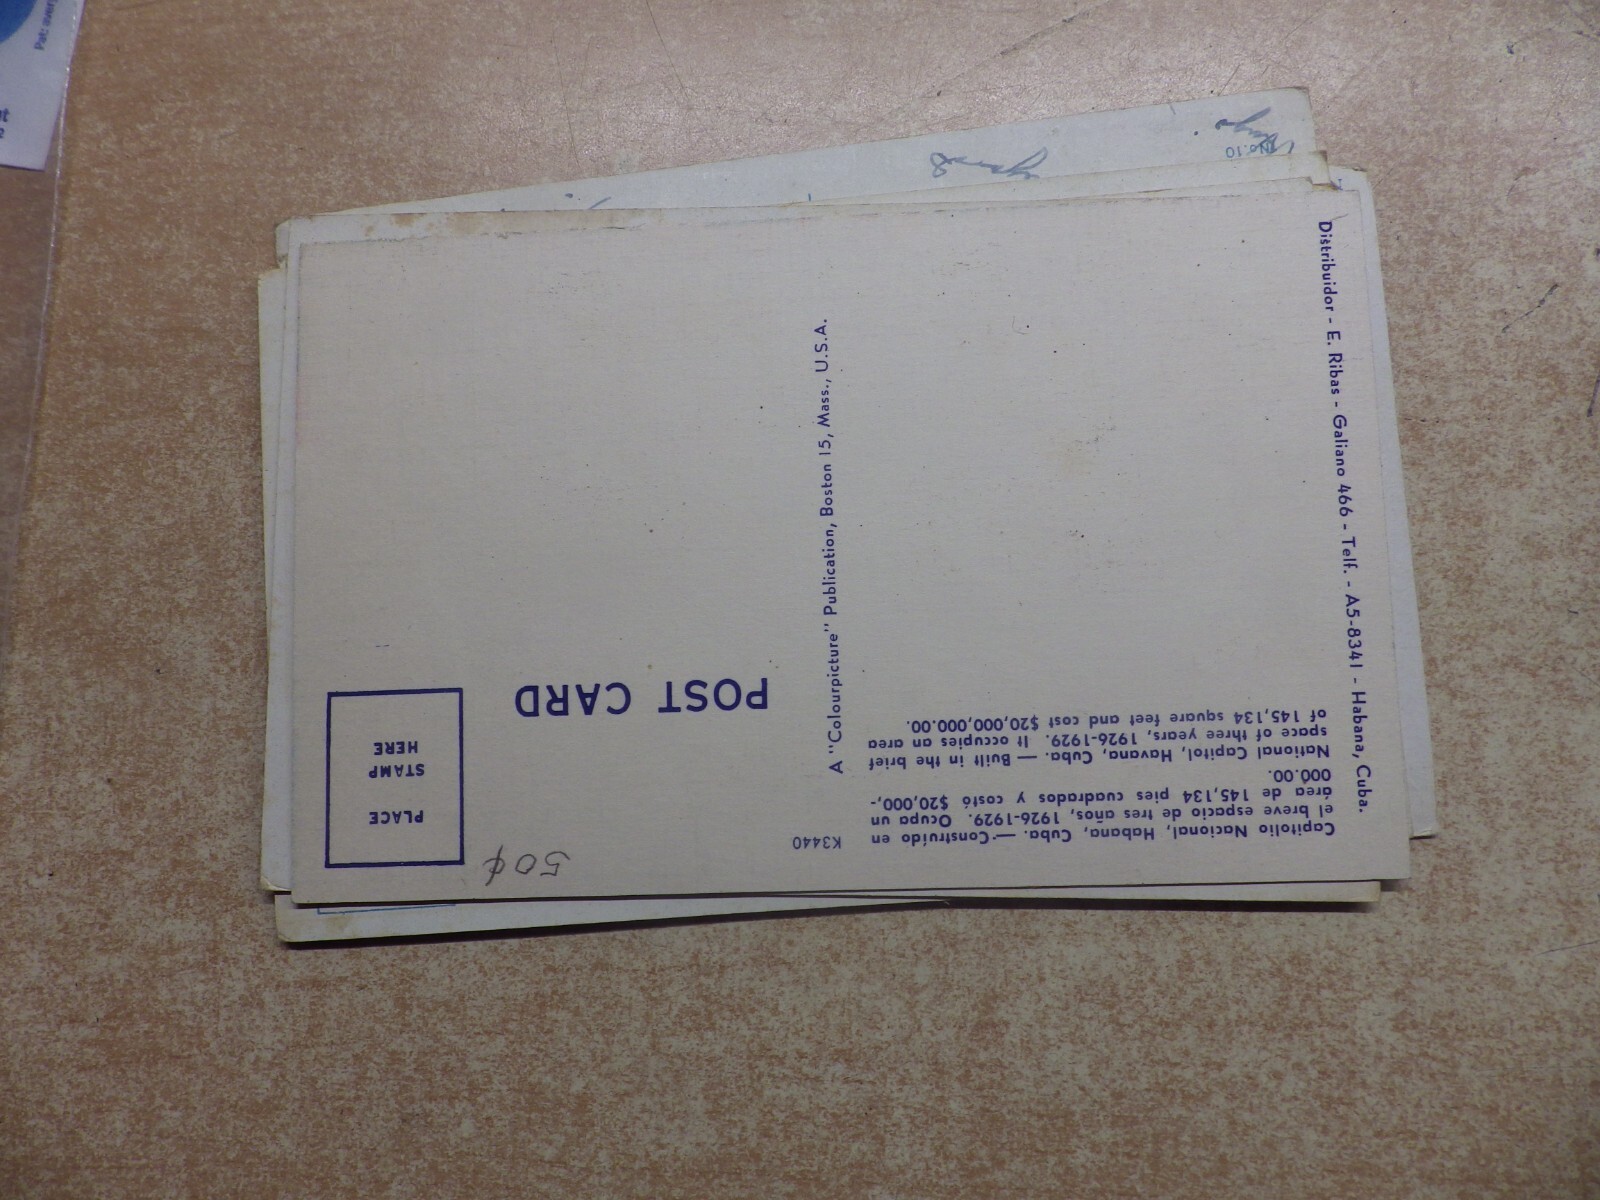 Capitolio Nacional, Habana, Cuba. — Construído en
el breve espacio de tres años, 1926-1929. Ocupa un
área de 145,134 pies cuadrados y costó $20,000,-
000.00.
National Capitol, Havana, Cuba. — Built in the brief
space of three years, 1926-1929. It occupies an area
of 145,134 square feet and cost $20,000,000.00.
K3440
50¢
PLACE
STAMP
HERE
POST CARD
A "Colourpicture" Publication, Boston 15, Mass., U.S.A.
Distribuidor - E. Ribas - Galiano 466 - Telf. - A5-8341 - Habana, Cuba.
No.10